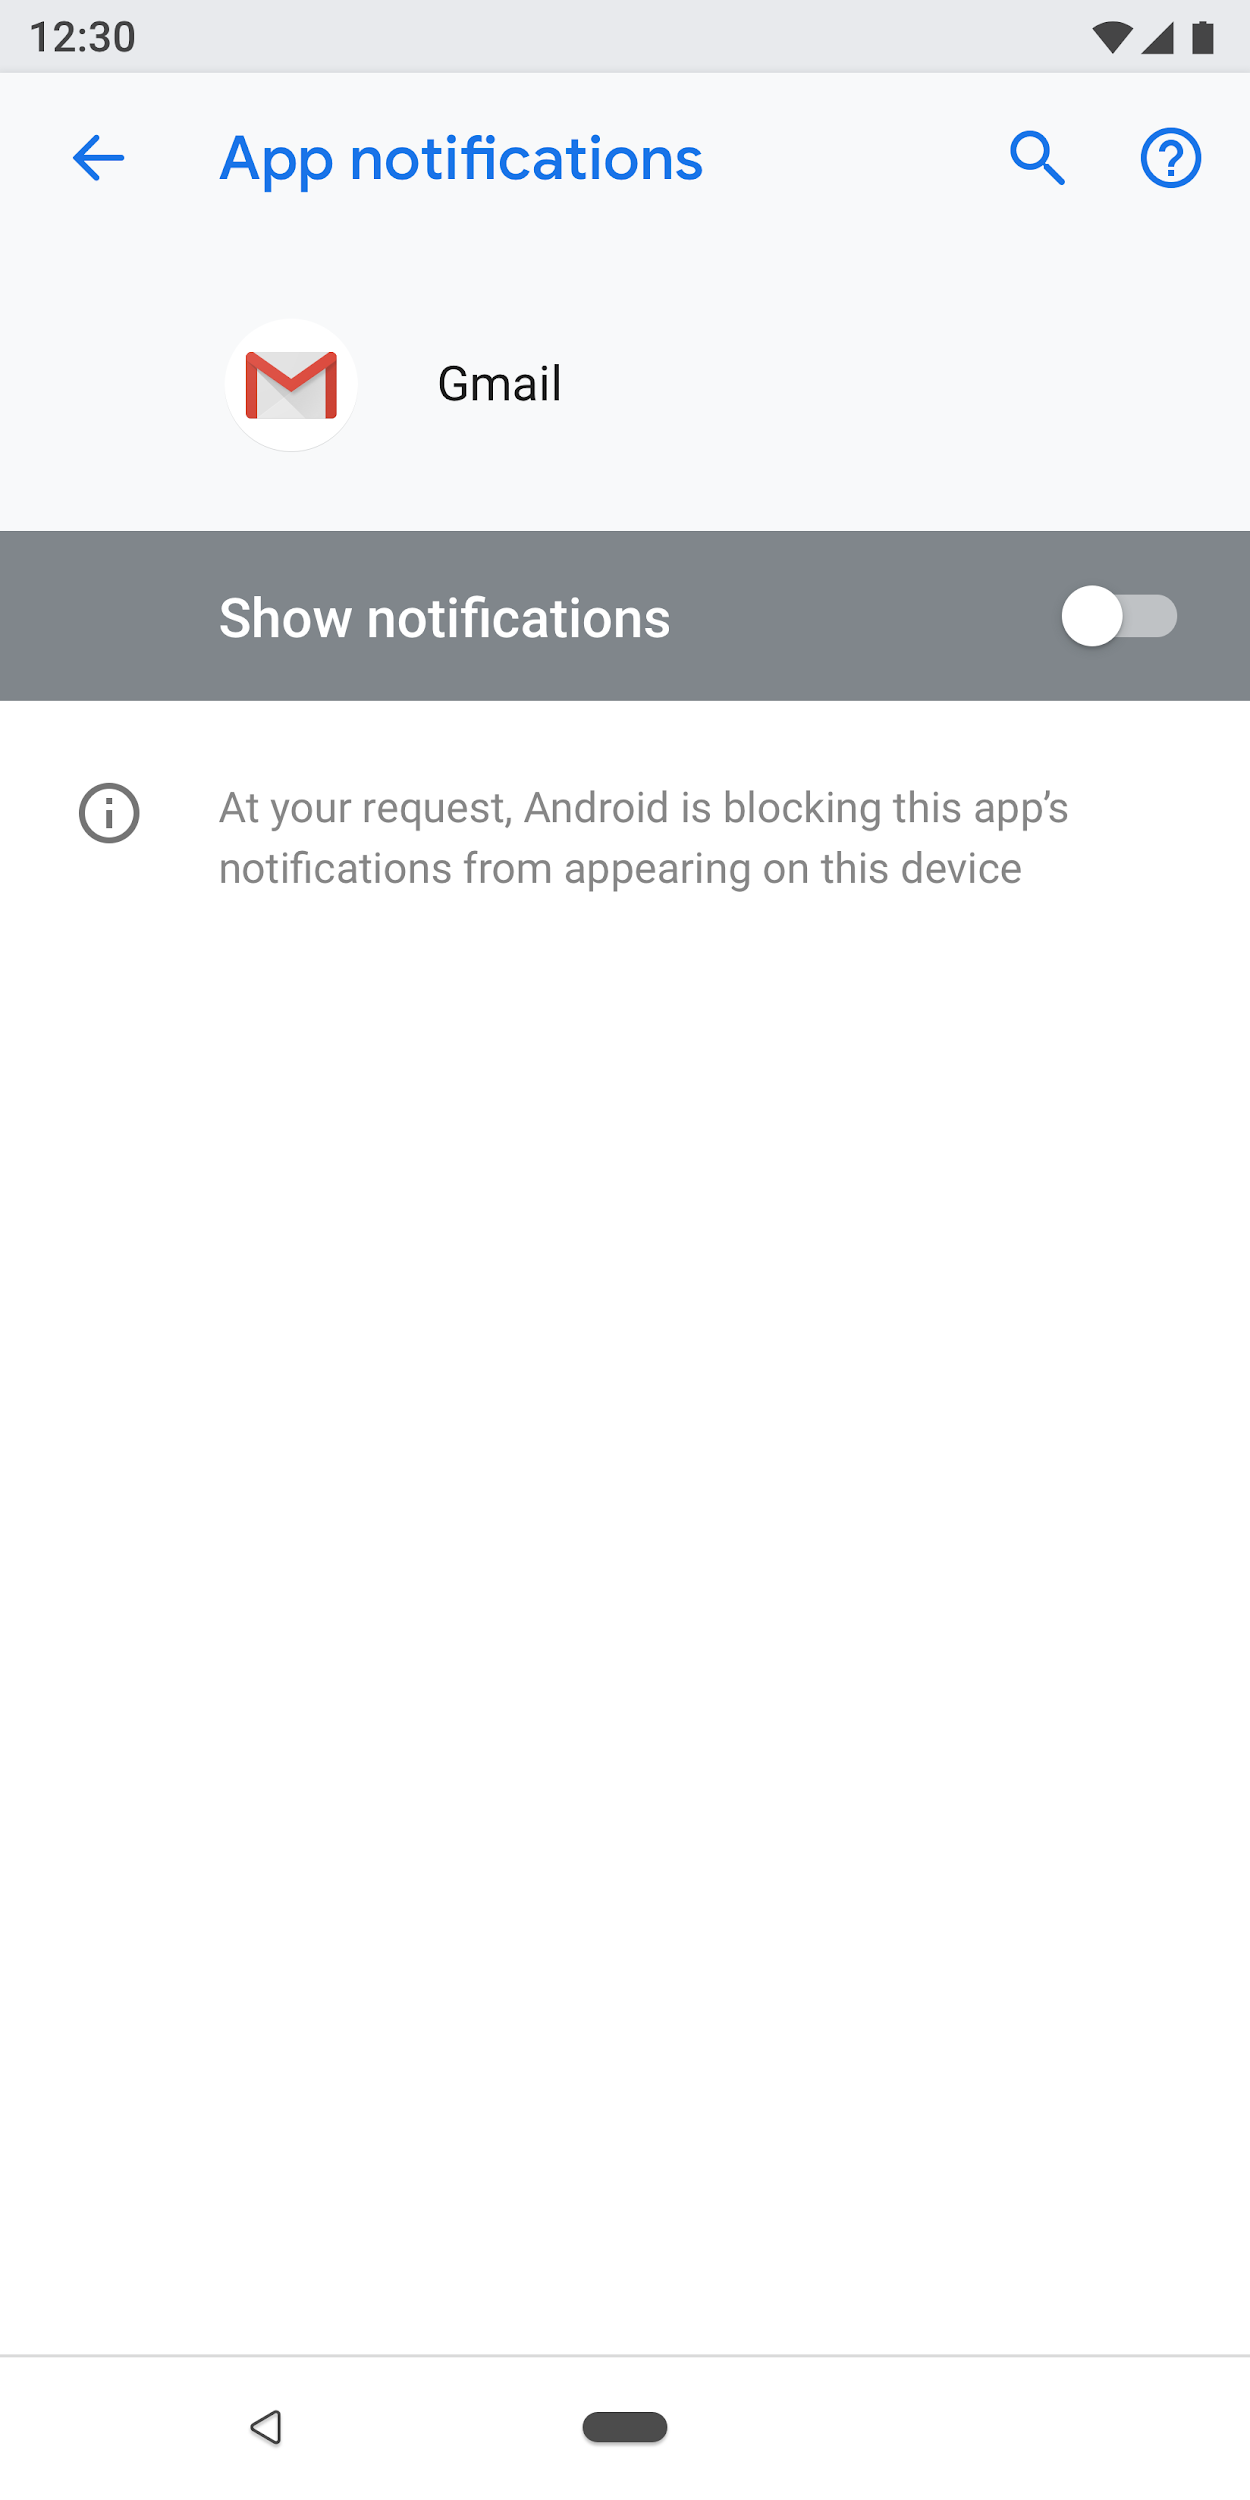 12:30
App notifications
Gmail
Show notifications
At your request, Android is blocking this app’s
notifications from appearing on this device